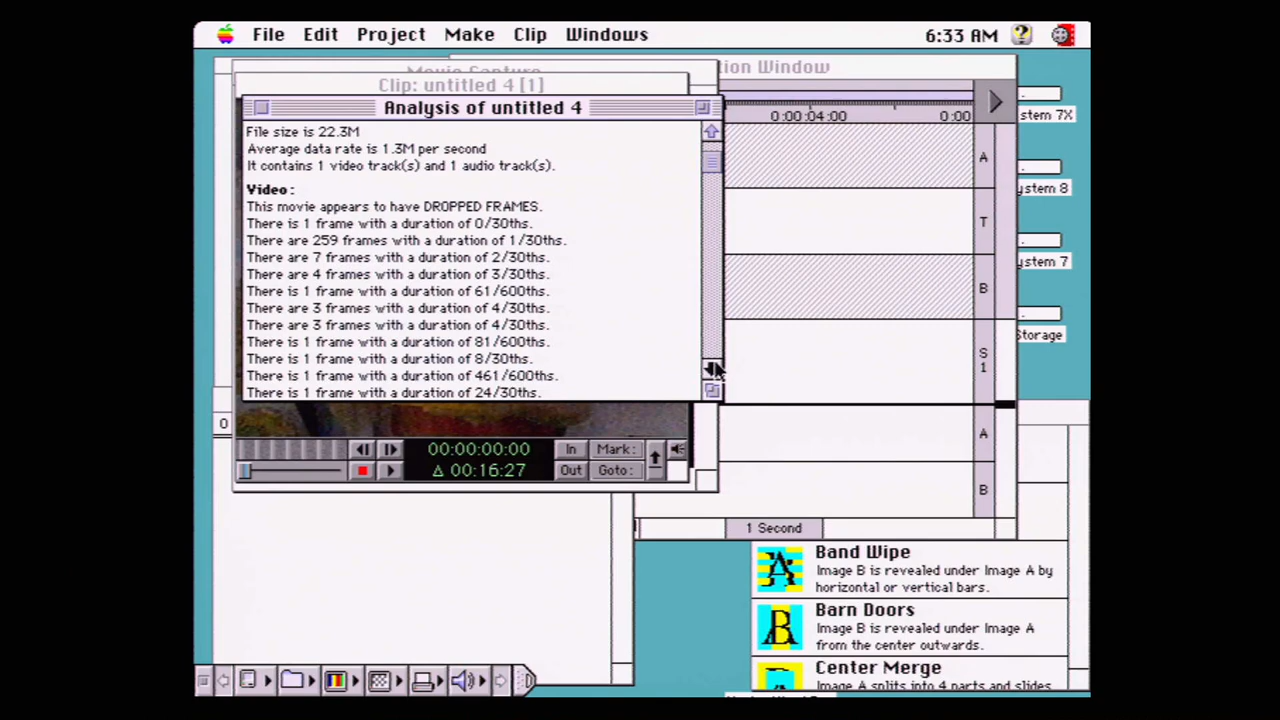 File Edit Project Make Clip Windows 6:33 AM
Movie Capture
ion Window
Clip: untitled 4 [1]
Analysis of untitled 4
File size is 22.3M
Average data rate is 1.3M per second
It contains 1 video track(s) and 1 audio track(s).
Video:
This movie appears to have DROPPED FRAMES.
There is 1 frame with a duration of 0/30ths.
There are 259 frames with a duration of 1/30ths.
There are 7 frames with a duration of 2/30ths.
There are 4 frames with a duration of 3/30ths.
There is 1 frame with a duration of 61/600ths.
There are 3 frames with a duration of 4/30ths.
There are 3 frames with a duration of 4/30ths.
There is 1 frame with a duration of 81/600ths.
There is 1 frame with a duration of 8/30ths.
There is 1 frame with a duration of 461/600ths.
There is 1 frame with a duration of 24/30ths.
0:00:04:00 0:00
A
T
B
S
1
A
B
stem 7X
ystem 8
ystem 7
Storage
0
00:00:00:00
Δ 00:16:27
In Mark:
Out Goto:
1 Second
Band Wipe
Image B is revealed under Image A by
horizontal or vertical bars.
Barn Doors
Image B is revealed under Image A
from the center outwards.
Center Merge
Image A splits into 4 parts and slides